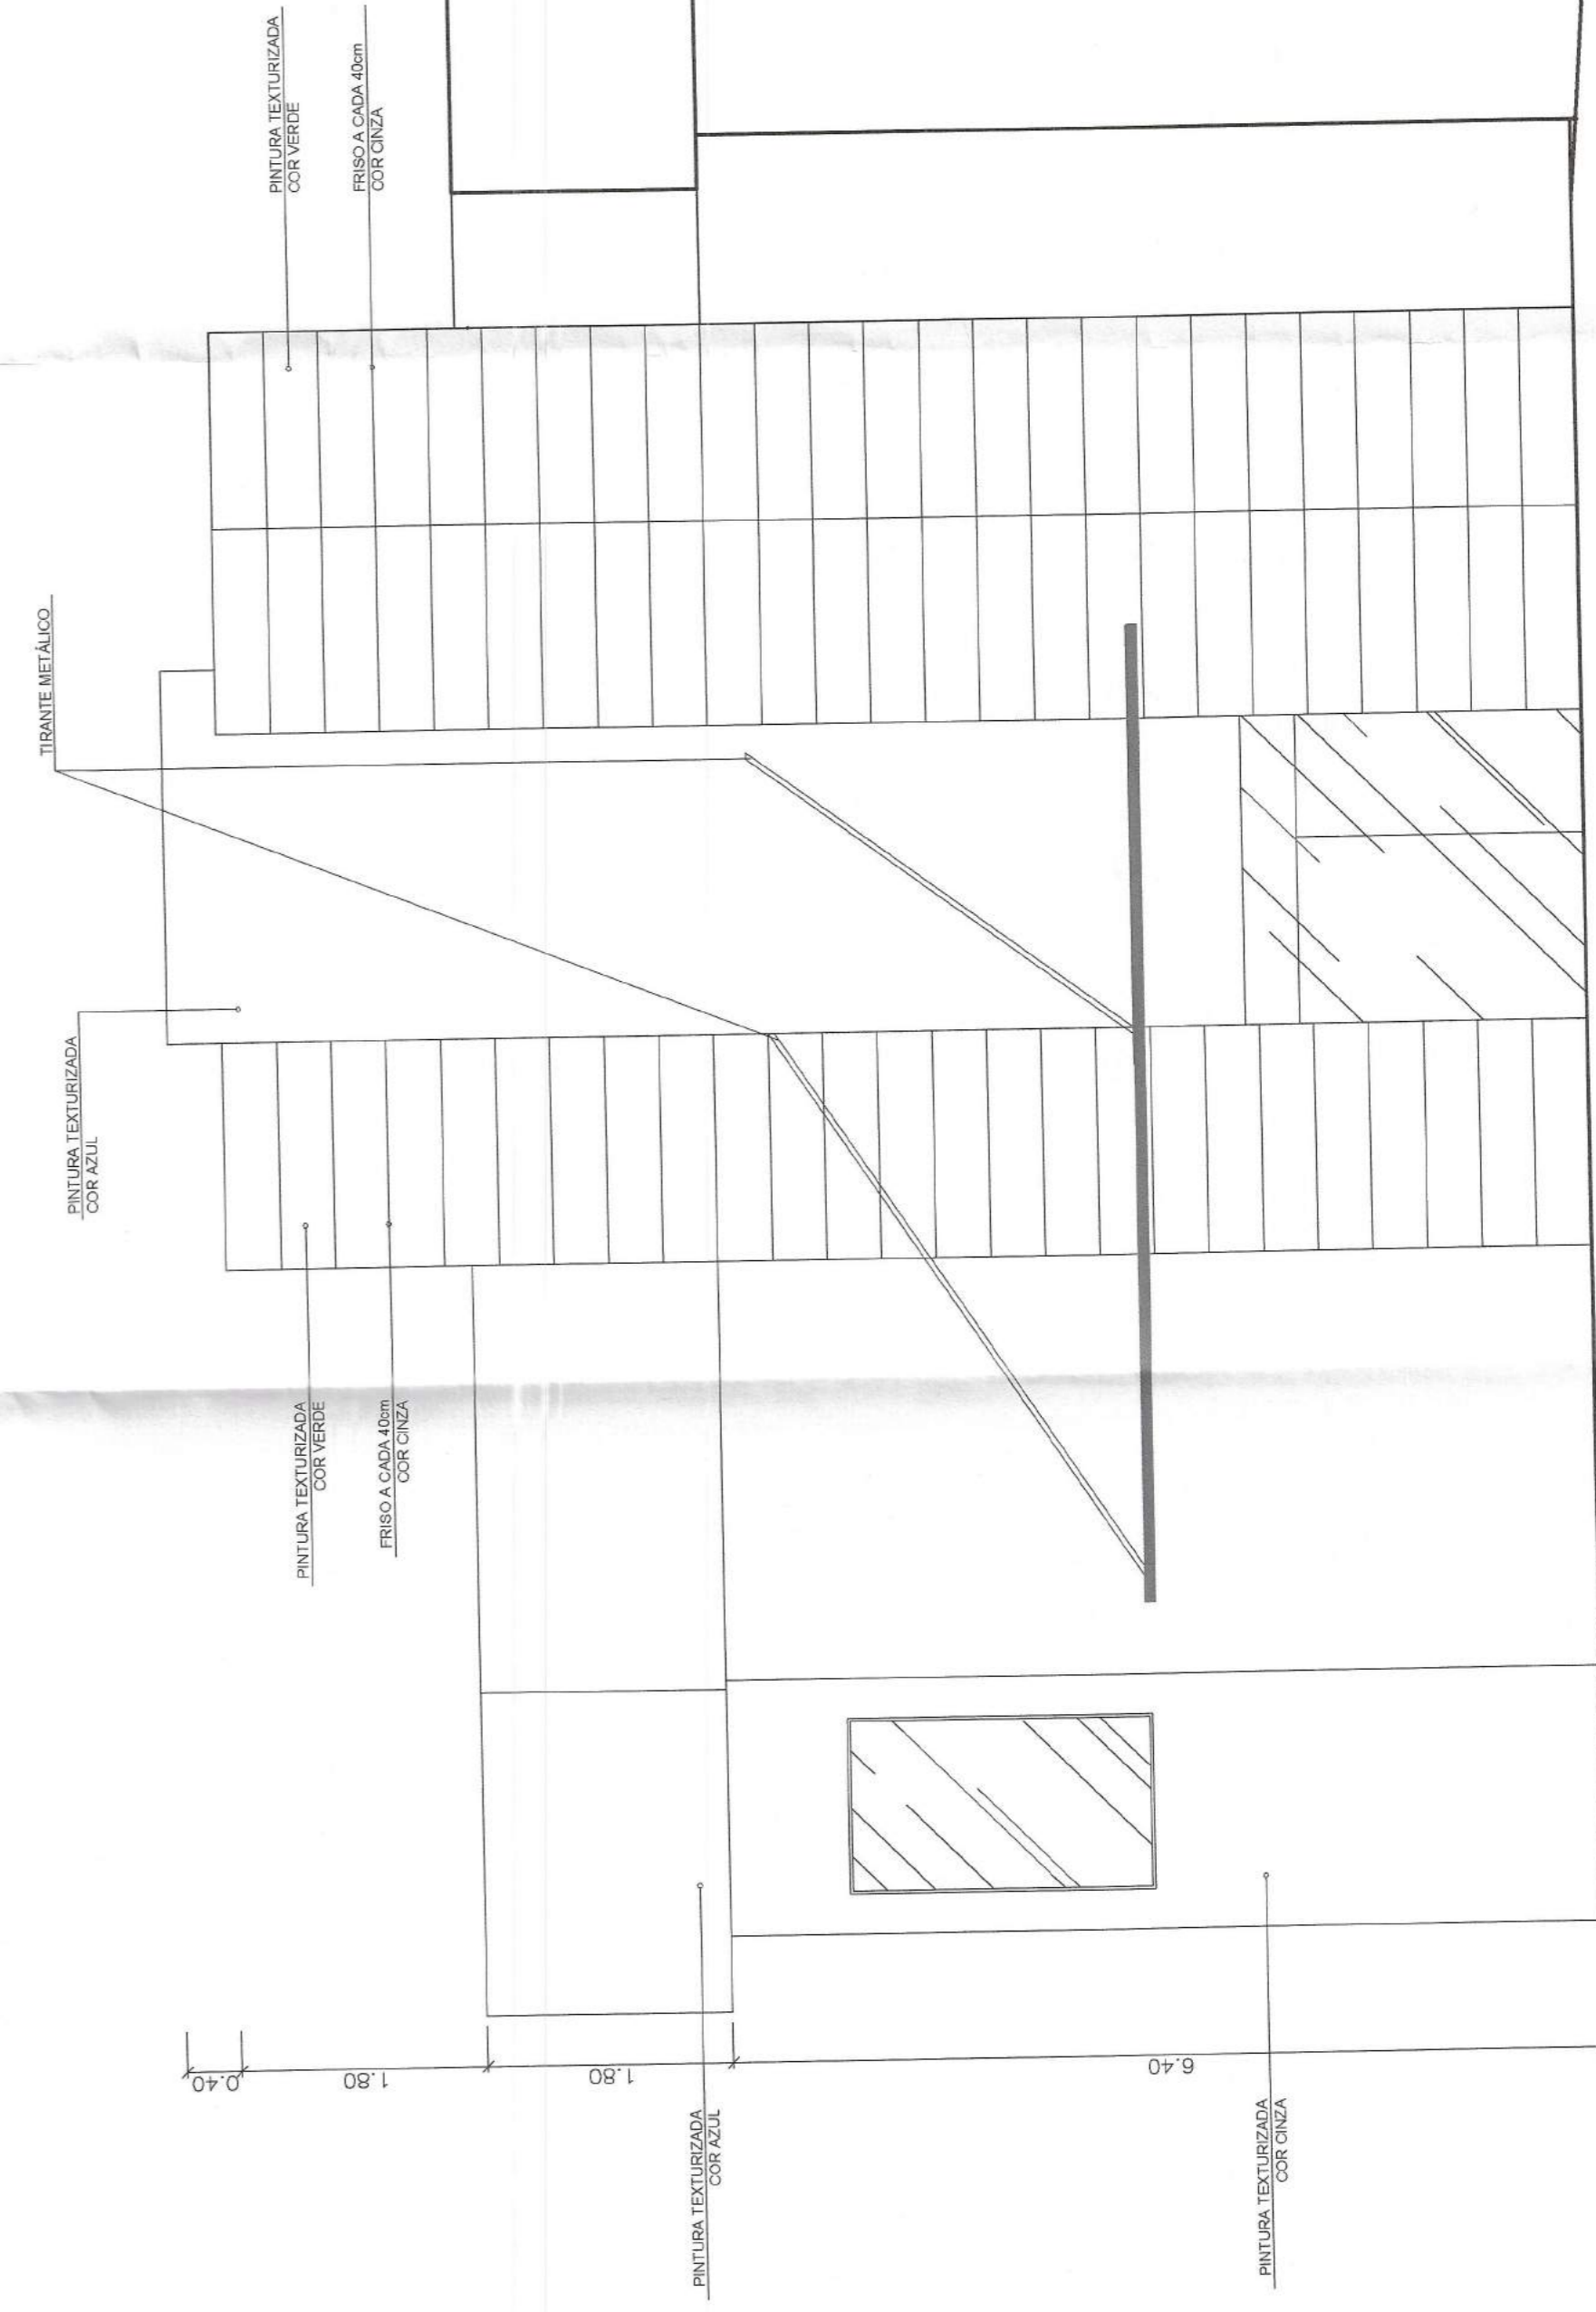 TIRANTE METÁLICO
PINTURA TEXTURIZADA
COR AZUL
PINTURA TEXTURIZADA
COR VERDE
FRISO A CADA 40cm
COR CINZA
PINTURA TEXTURIZADA
COR VERDE
FRISO A CADA 40cm
COR CINZA
0.40
1.80
1.80
6.40
PINTURA TEXTURIZADA
COR AZUL
PINTURA TEXTURIZADA
COR CINZA